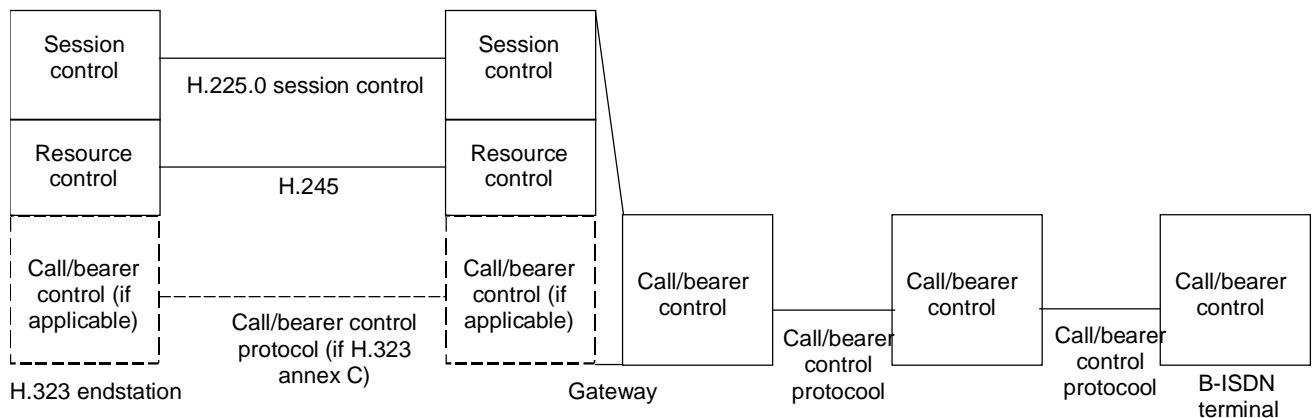 Session
control
H.225.0 session control
Session
control
Resource
control
H.245
Resource
control
Call/bearer
control (if
applicable)
Call/bearer control
protocol (if H.323
annex C)
Call/bearer
control (if
applicable)
Call/bearer
control
Call/bearer
control
protocool
Call/bearer
control
Call/bearer
control
protocool
Call/bearer
control
H.323 endstation
Gateway
B-ISDN
terminal